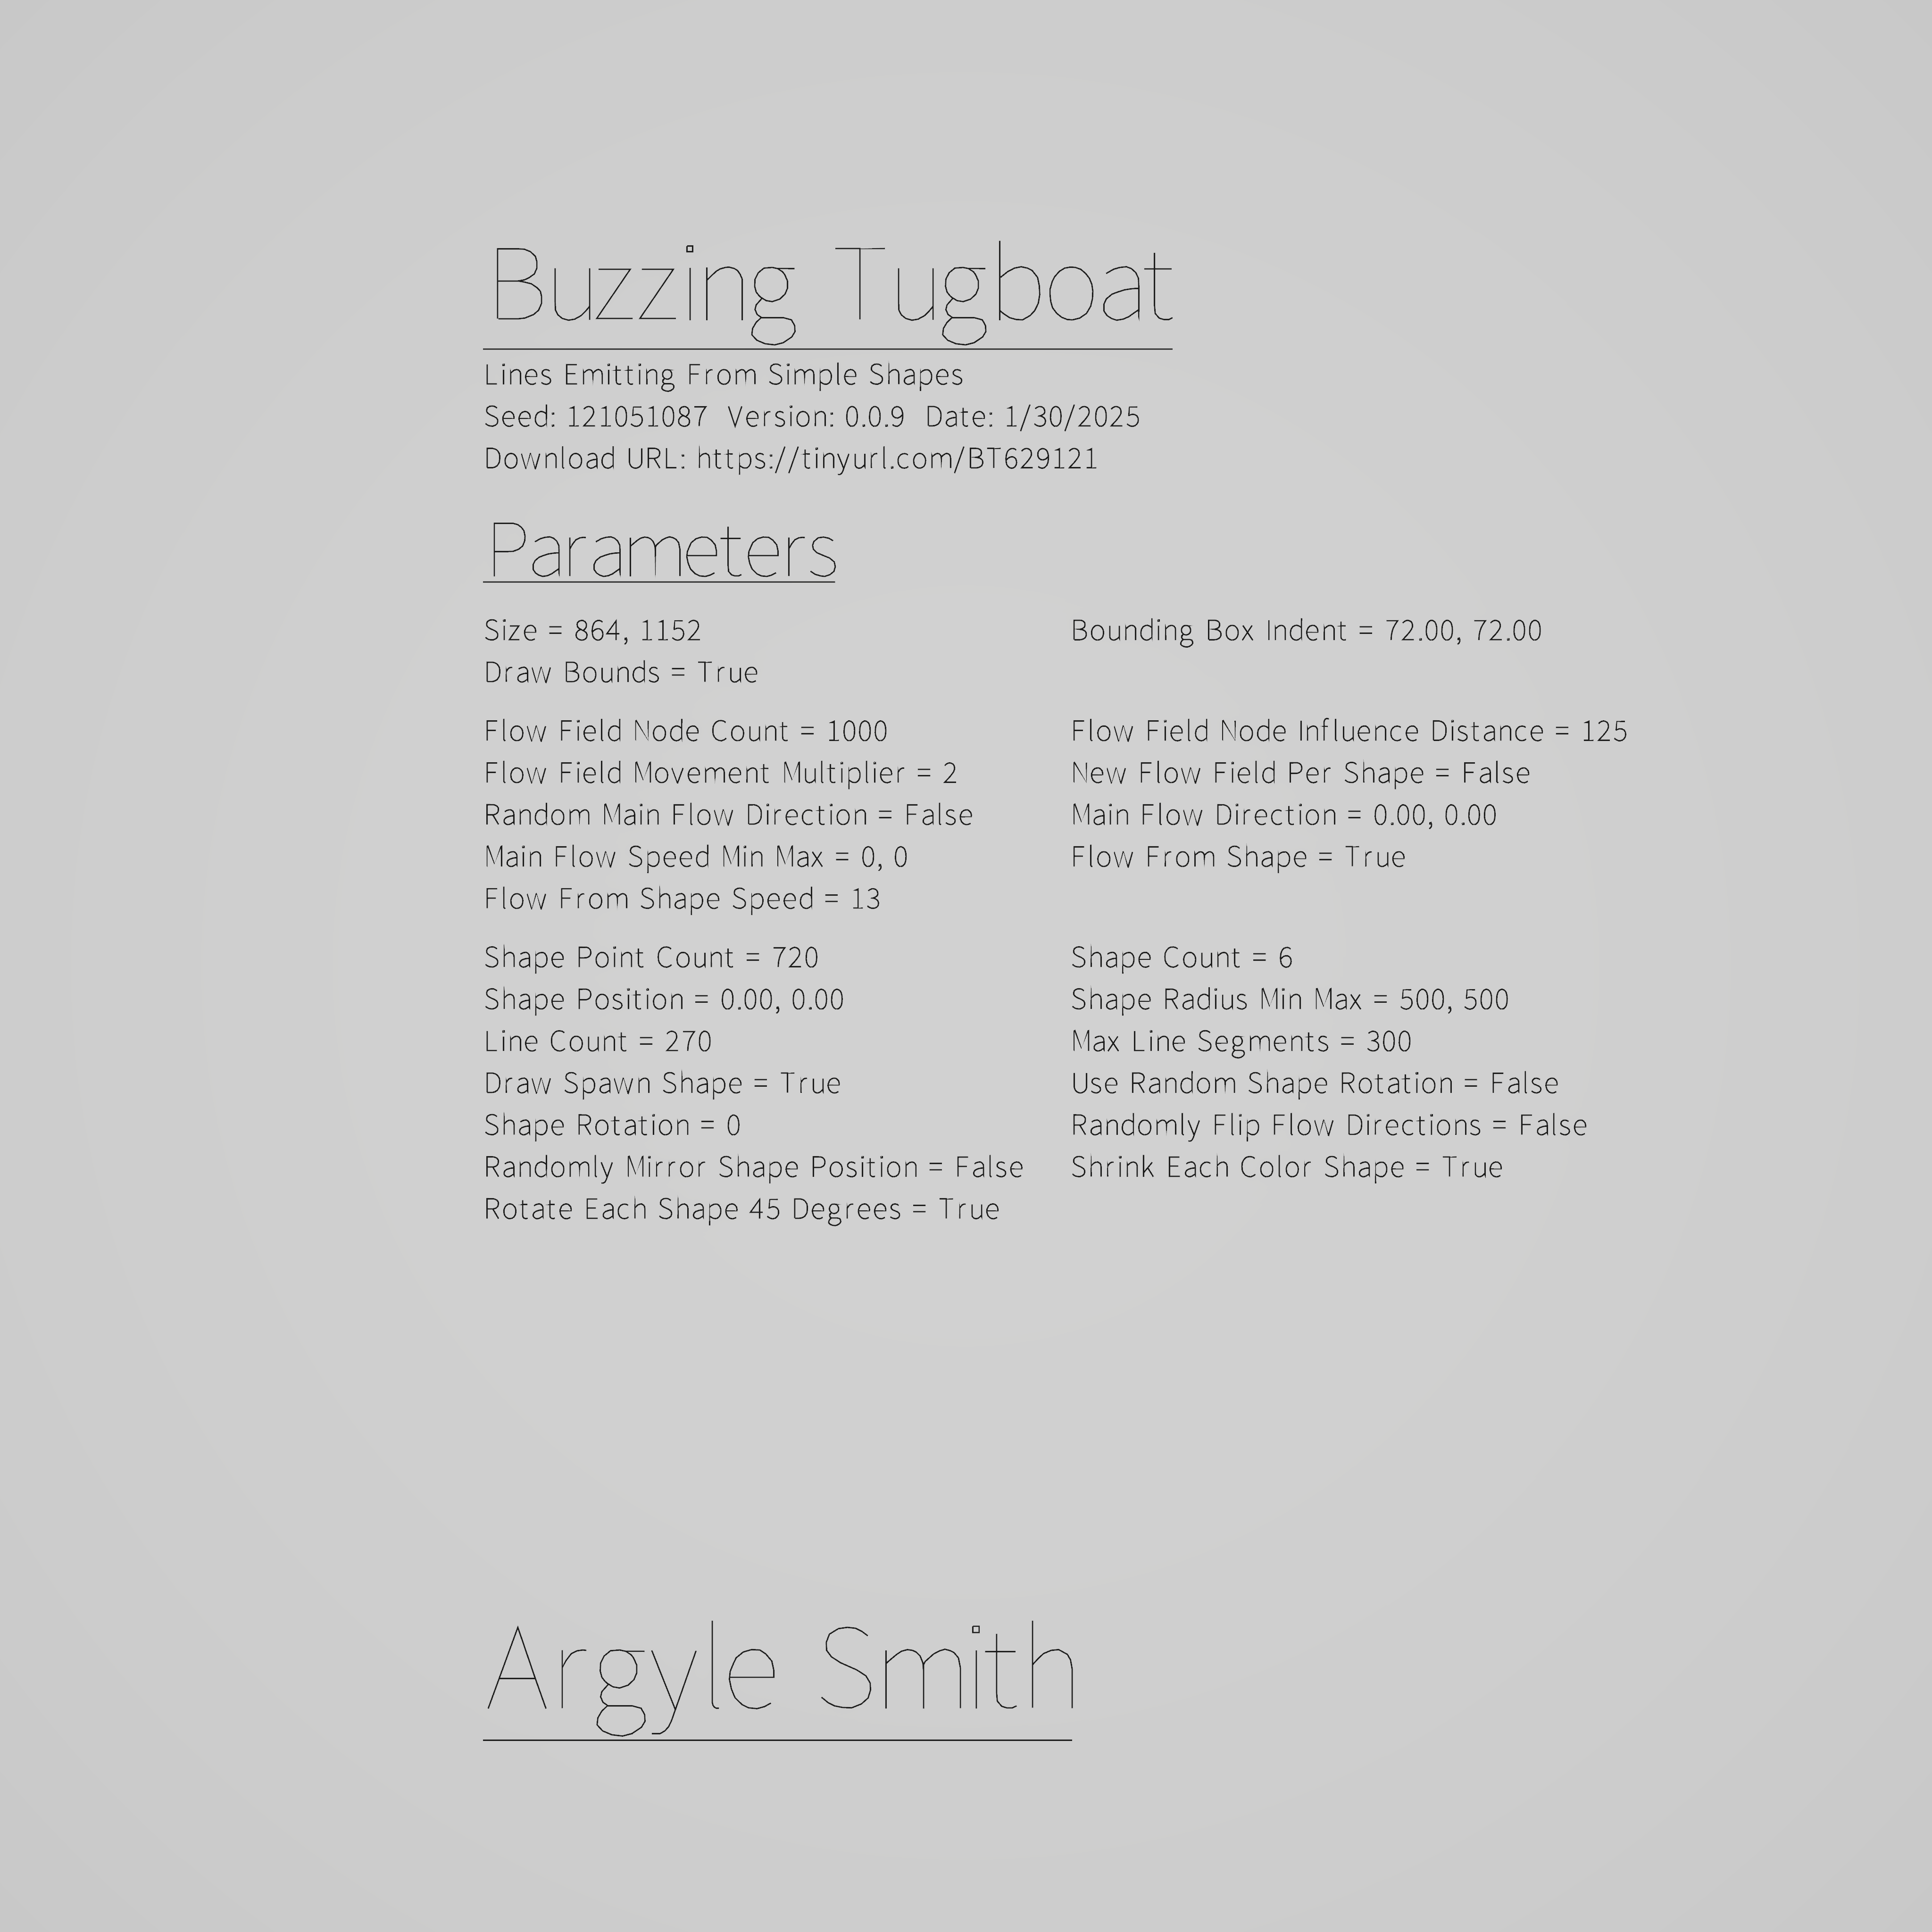 Buzzing Tugboat
Lines Emitting From Simple Shapes
Seed: 121051087 Version: 0.0.9 Date: 1/30/2025
Download URL: https://tinyurl.com/BT629121
Parameters
Size = 864, 1152 Bounding Box Indent = 72.00, 72.00
Draw Bounds = True
Flow Field Node Count = 1000 Flow Field Node Influence Distance = 125
Flow Field Movement Multiplier = 2 New Flow Field Per Shape = False
Random Main Flow Direction = False Main Flow Direction = 0.00, 0.00
Main Flow Speed Min Max = 0, 0 Flow From Shape = True
Flow From Shape Speed = 13
Shape Point Count = 720 Shape Count = 6
Shape Position = 0.00, 0.00 Shape Radius Min Max = 500, 500
Line Count = 270 Max Line Segments = 300
Draw Spawn Shape = True Use Random Shape Rotation = False
Shape Rotation = 0 Randomly Flip Flow Directions = False
Randomly Mirror Shape Position = False Shrink Each Color Shape = True
Rotate Each Shape 45 Degrees = True
Argyle Smith